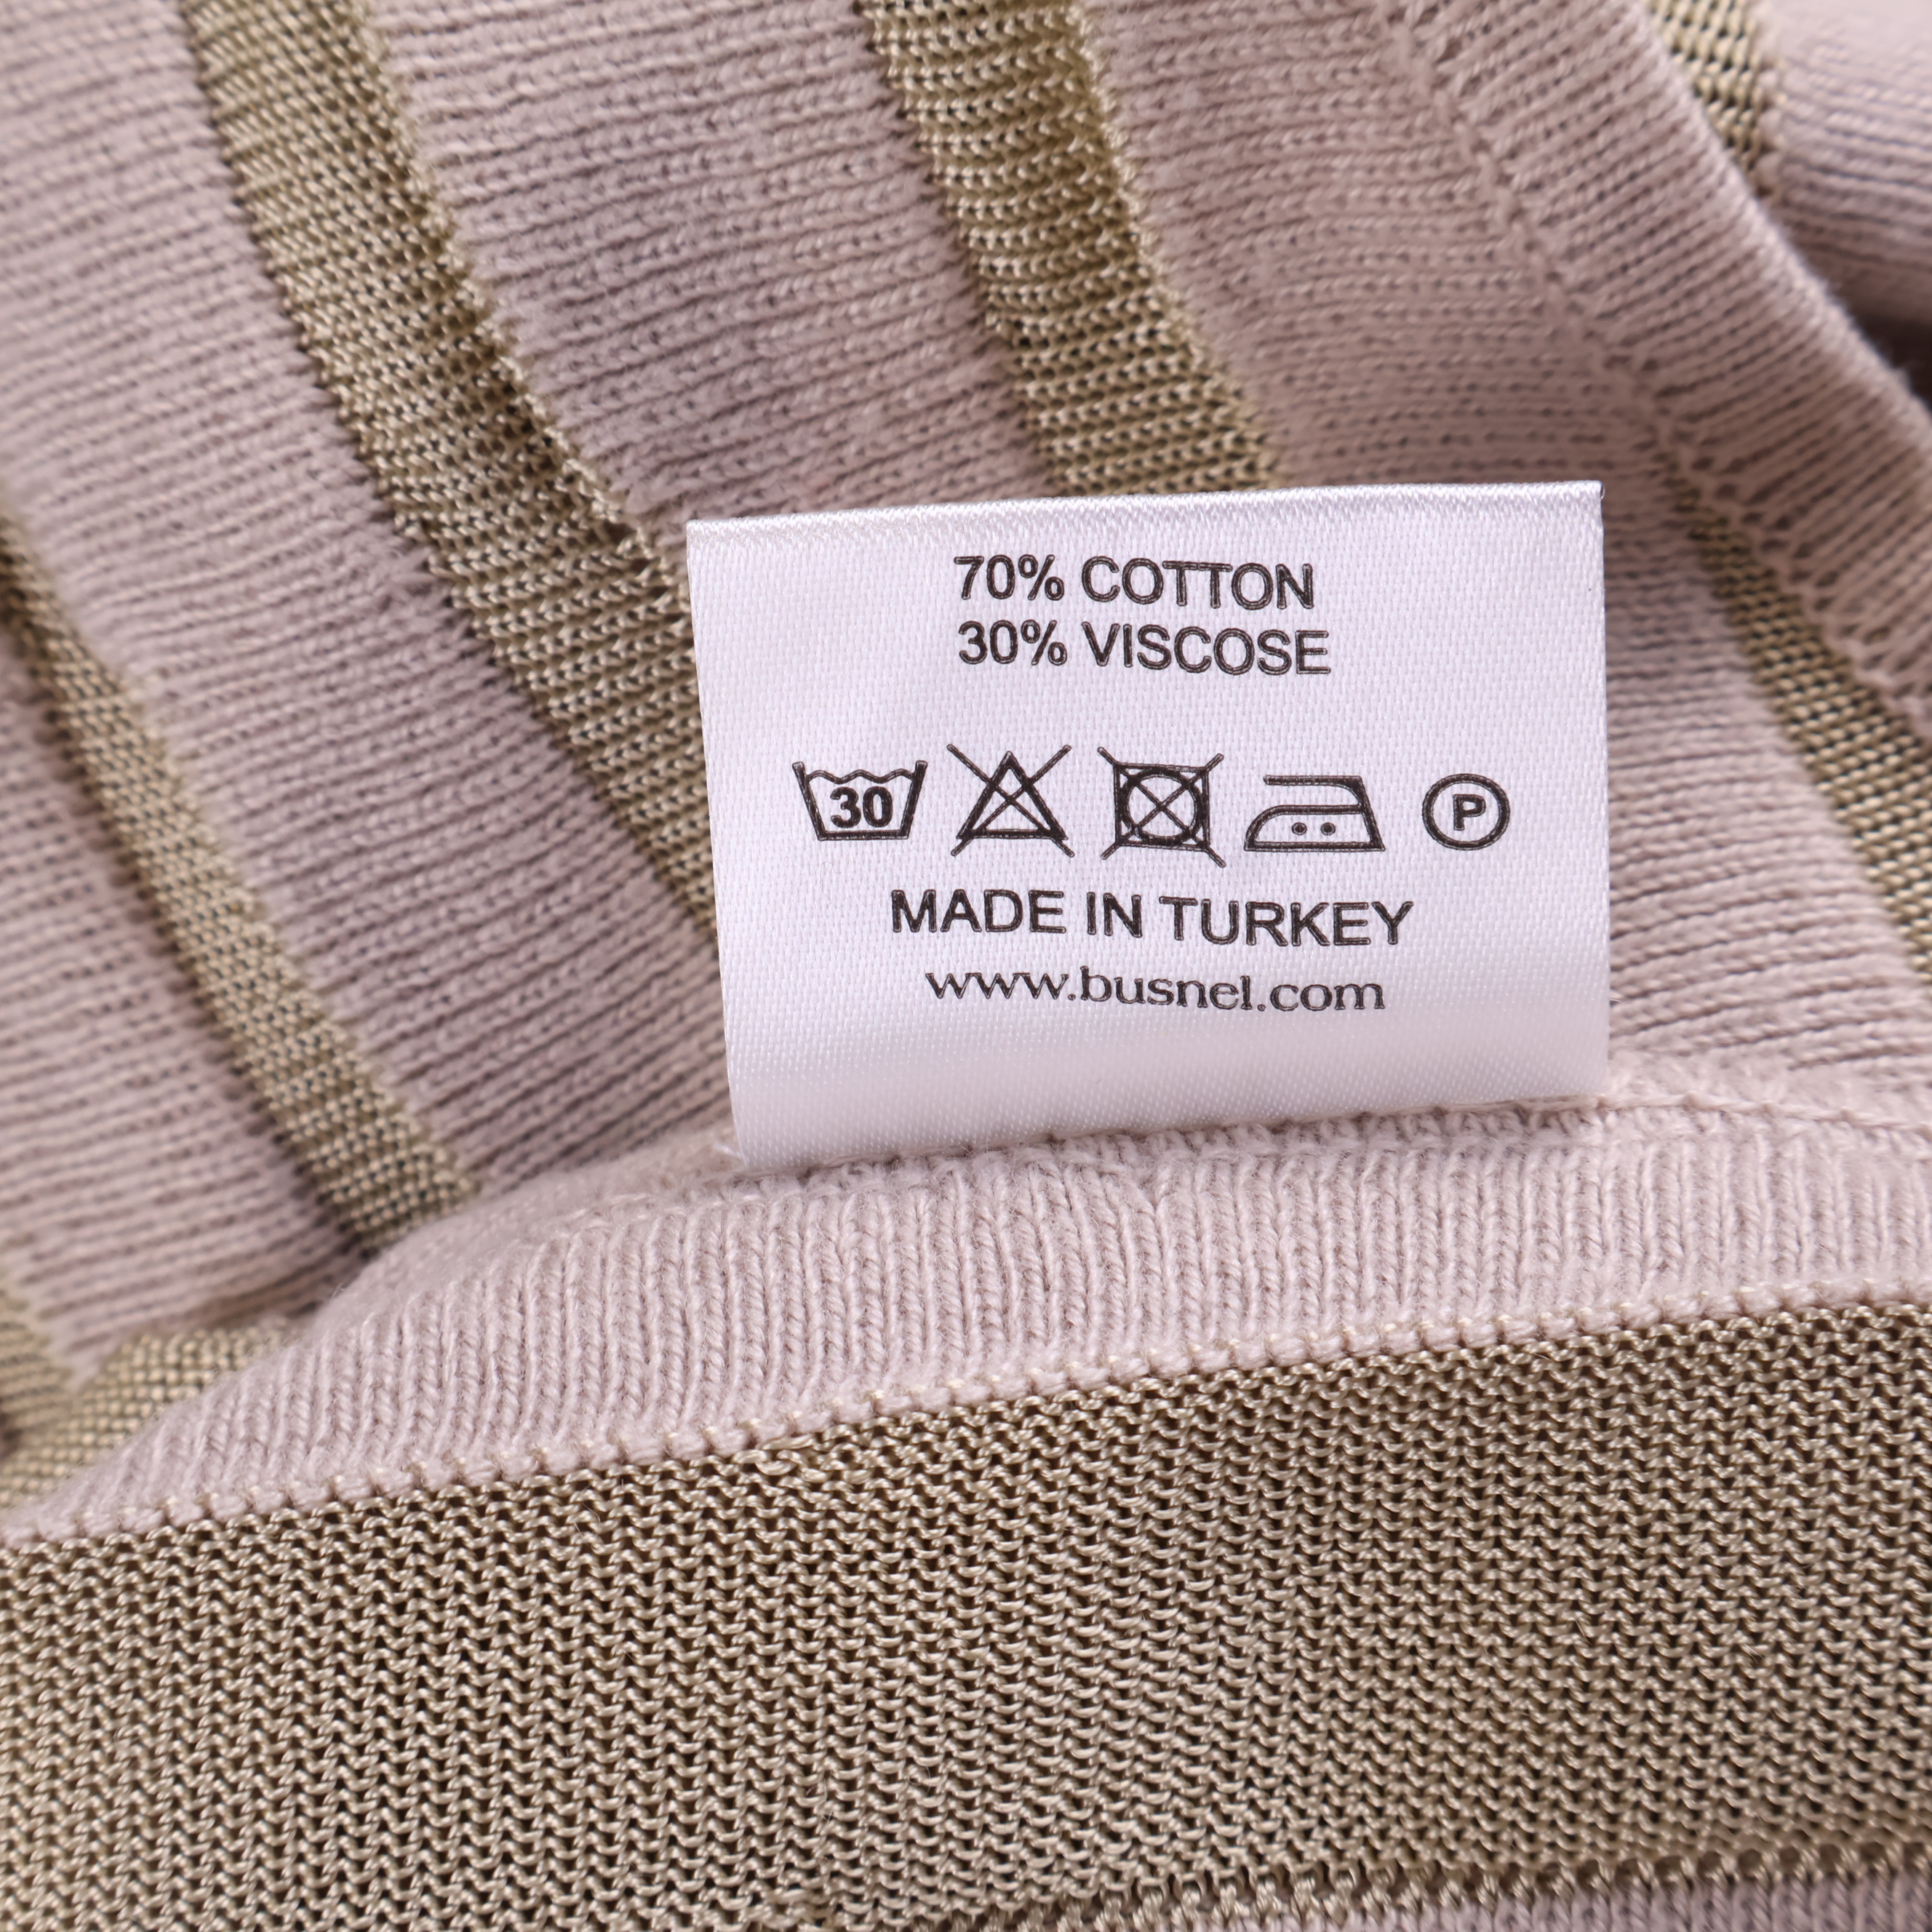 70% COTTON
30% VISCOSE
30 P
MADE IN TURKEY
www.busnel.com